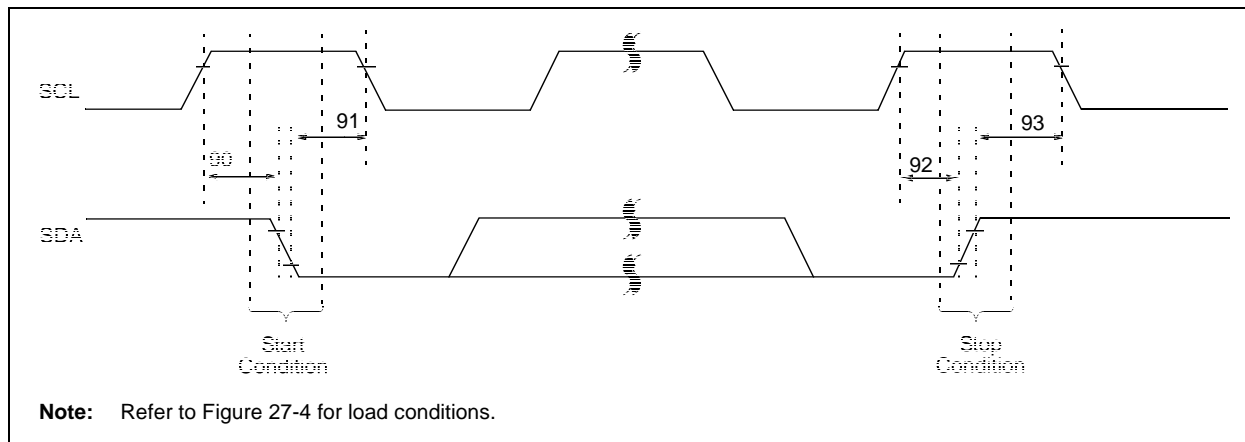 SCL
91
93
90
92
SDA
Start
Condition
Stop
Condition
Note: Refer to Figure 27-4 for load conditions.